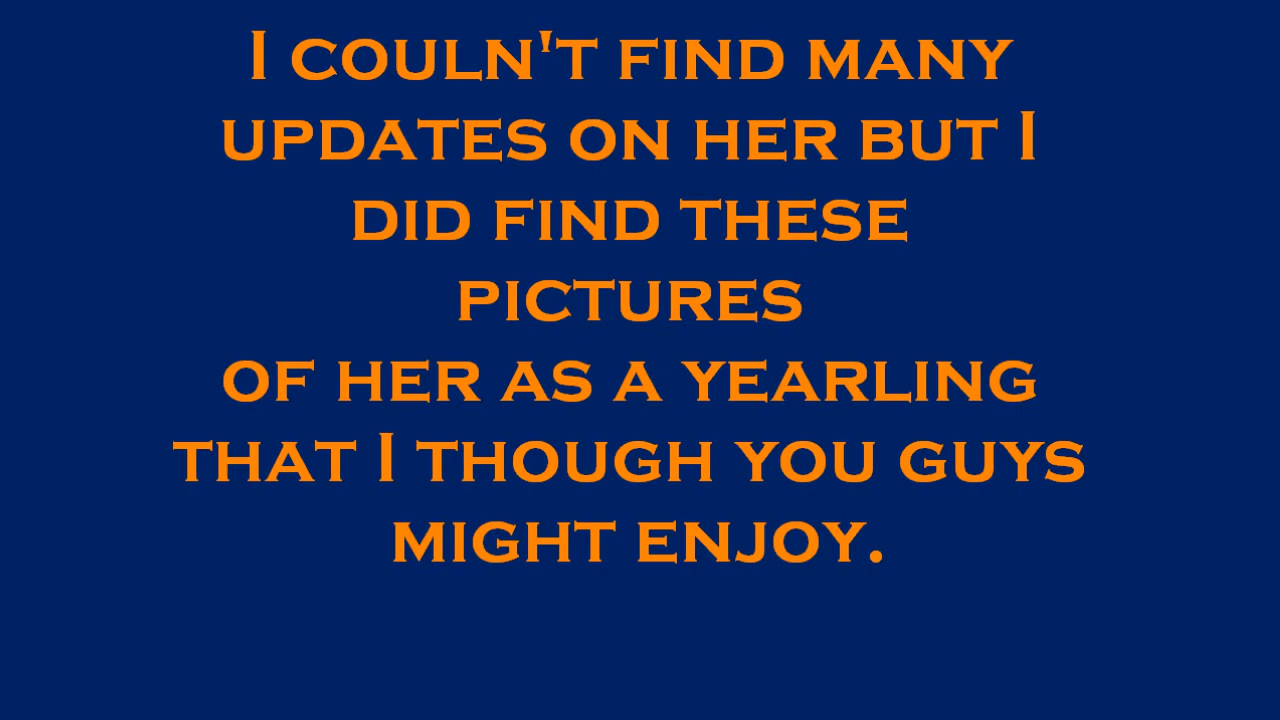 I COULN'T FIND MANY
UPDATES ON HER BUT I
DID FIND THESE
PICTURES
OF HER AS A YEARLING
THAT I THOUGH YOU GUYS
MIGHT ENJOY.